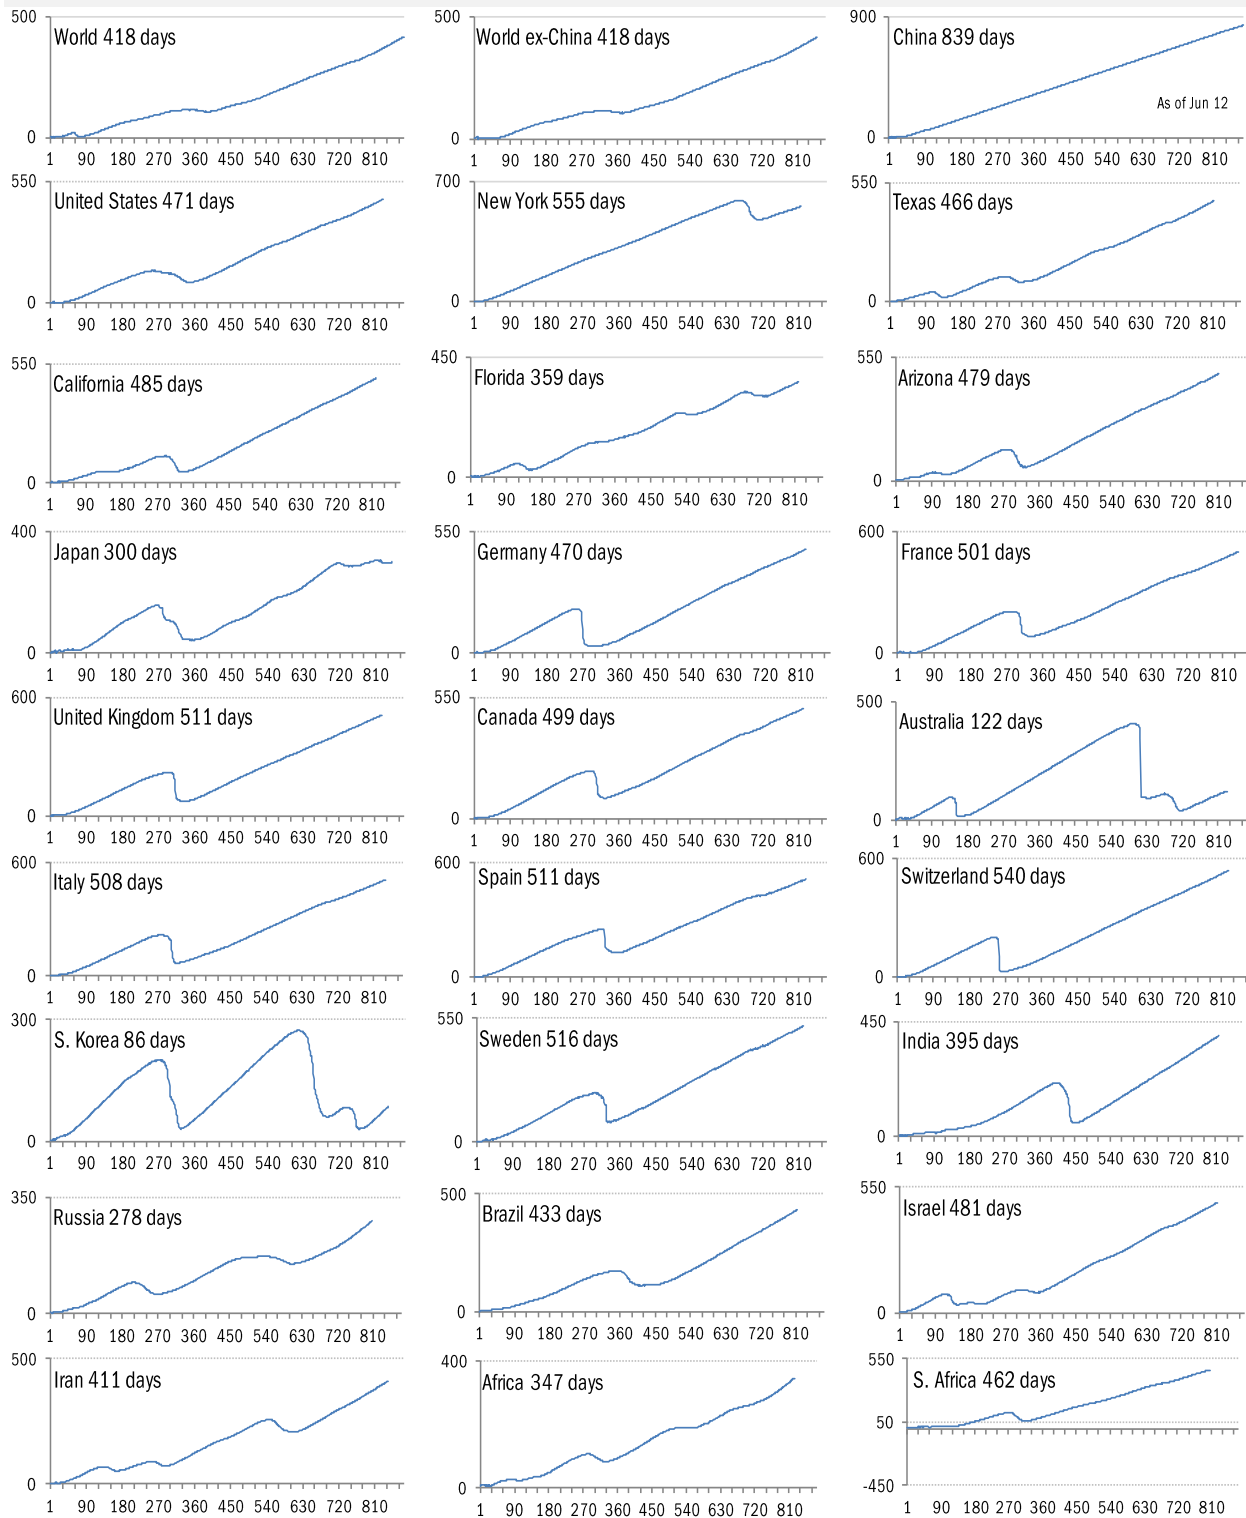 500 500 900
World 418 days World ex-China 418 days China 839 days
As of Jun 12
0 0 0
1 90 180 270 360 450 540 630 720 810 1 90 180 270 360 450 540 630 720 810 1 90 180 270 360 450 540 630 720 810
550 700 550
United States 471 days New York 555 days Texas 466 days
0 0 0
1 90 180 270 360 450 540 630 720 810 1 90 180 270 360 450 540 630 720 810 1 90 180 270 360 450 540 630 720 810
550 450 550
California 485 days Florida 359 days Arizona 479 days
0 0 0
1 90 180 270 360 450 540 630 720 810 1 90 180 270 360 450 540 630 720 810 1 90 180 270 360 450 540 630 720 810
400 550 600
Japan 300 days Germany 470 days France 501 days
0 0 0
1 90 180 270 360 450 540 630 720 810 1 90 180 270 360 450 540 630 720 810 1 90 180 270 360 450 540 630 720 810
600 550 500
United Kingdom 511 days Canada 499 days Australia 122 days
0 0 0
1 90 180 270 360 450 540 630 720 810 1 90 180 270 360 450 540 630 720 810 1 90 180 270 360 450 540 630 720 810
600 600 600
Italy 508 days Spain 511 days Switzerland 540 days
0 0 0
1 90 180 270 360 450 540 630 720 810 1 90 180 270 360 450 540 630 720 810 1 90 180 270 360 450 540 630 720 810
300 550 450
S. Korea 86 days Sweden 516 days India 395 days
0 0 0
1 90 180 270 360 450 540 630 720 810 1 90 180 270 360 450 540 630 720 810 1 90 180 270 360 450 540 630 720 810
350 500 550
Russia 278 days Brazil 433 days Israel 481 days
0 0 0
1 90 180 270 360 450 540 630 720 810 1 90 180 270 360 450 540 630 720 810 1 90 180 270 360 450 540 630 720 810
500 400 550
Iran 411 days Africa 347 days S. Africa 462 days
50
0 0 -450
1 90 180 270 360 450 540 630 720 810 1 90 180 270 360 450 540 630 720 810 1 90 180 270 360 450 540 630 720 810